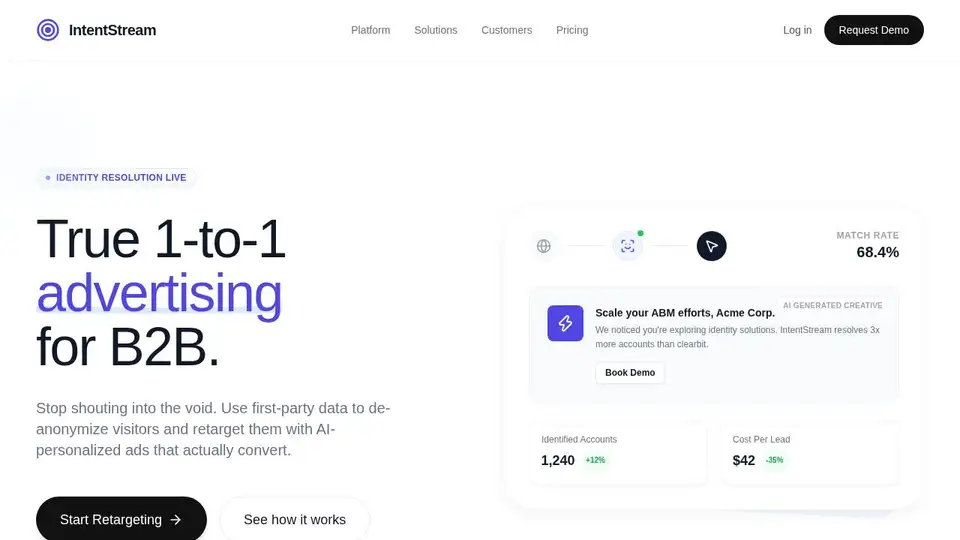 IntentStream
Platform Solutions Customers Pricing
Log in Request Demo
IDENTITY RESOLUTION LIVE
True 1-to-1
advertising
for B2B.
Stop shouting into the void. Use first-party data to de-
anonymize visitors and retarget them with AI-
personalized ads that actually convert.
Start Retargeting
See how it works
MATCH RATE
68.4%
AI GENERATED CREATIVE
Scale your ABM efforts, Acme Corp.
We noticed you're exploring identity solutions. IntentStream resolves 3x
more accounts than clearbit.
Book Demo
Identified Accounts
1,240 +12%
Cost Per Lead
$42 -35%